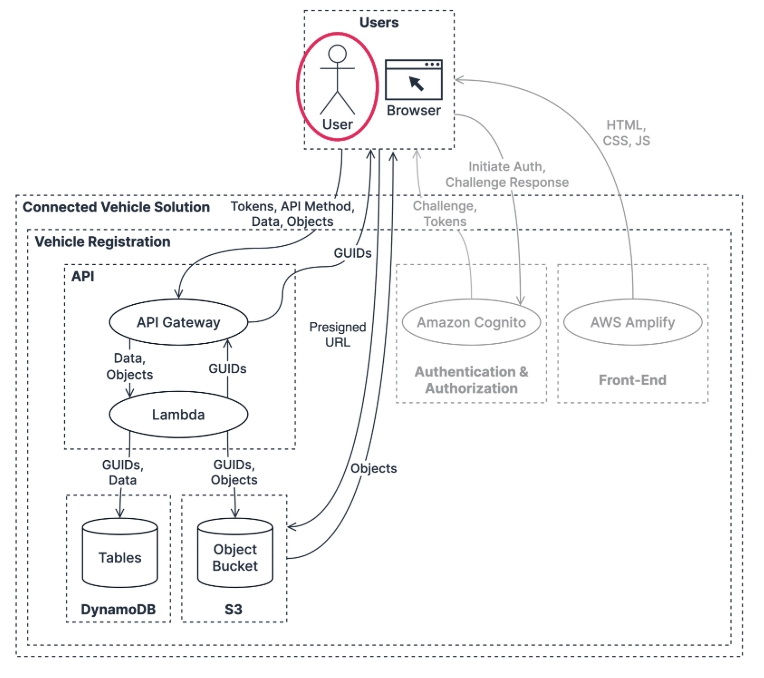 Users
User
Browser
HTML,
CSS, JS
Initiate Auth,
Challenge Response
Connected Vehicle Solution
Tokens, API Method,
Data, Objects
Challenge,
Tokens
Vehicle Registration
GUIDs
API
API Gateway
Amazon Cognito
AWS Amplify
Presigned
URL
Data,
Objects
GUIDs
Authentication &
Authorization
Front-End
Lambda
GUIDs,
Data
GUIDs,
Objects
Objects
Tables
Object
Bucket
DynamoDB
S3